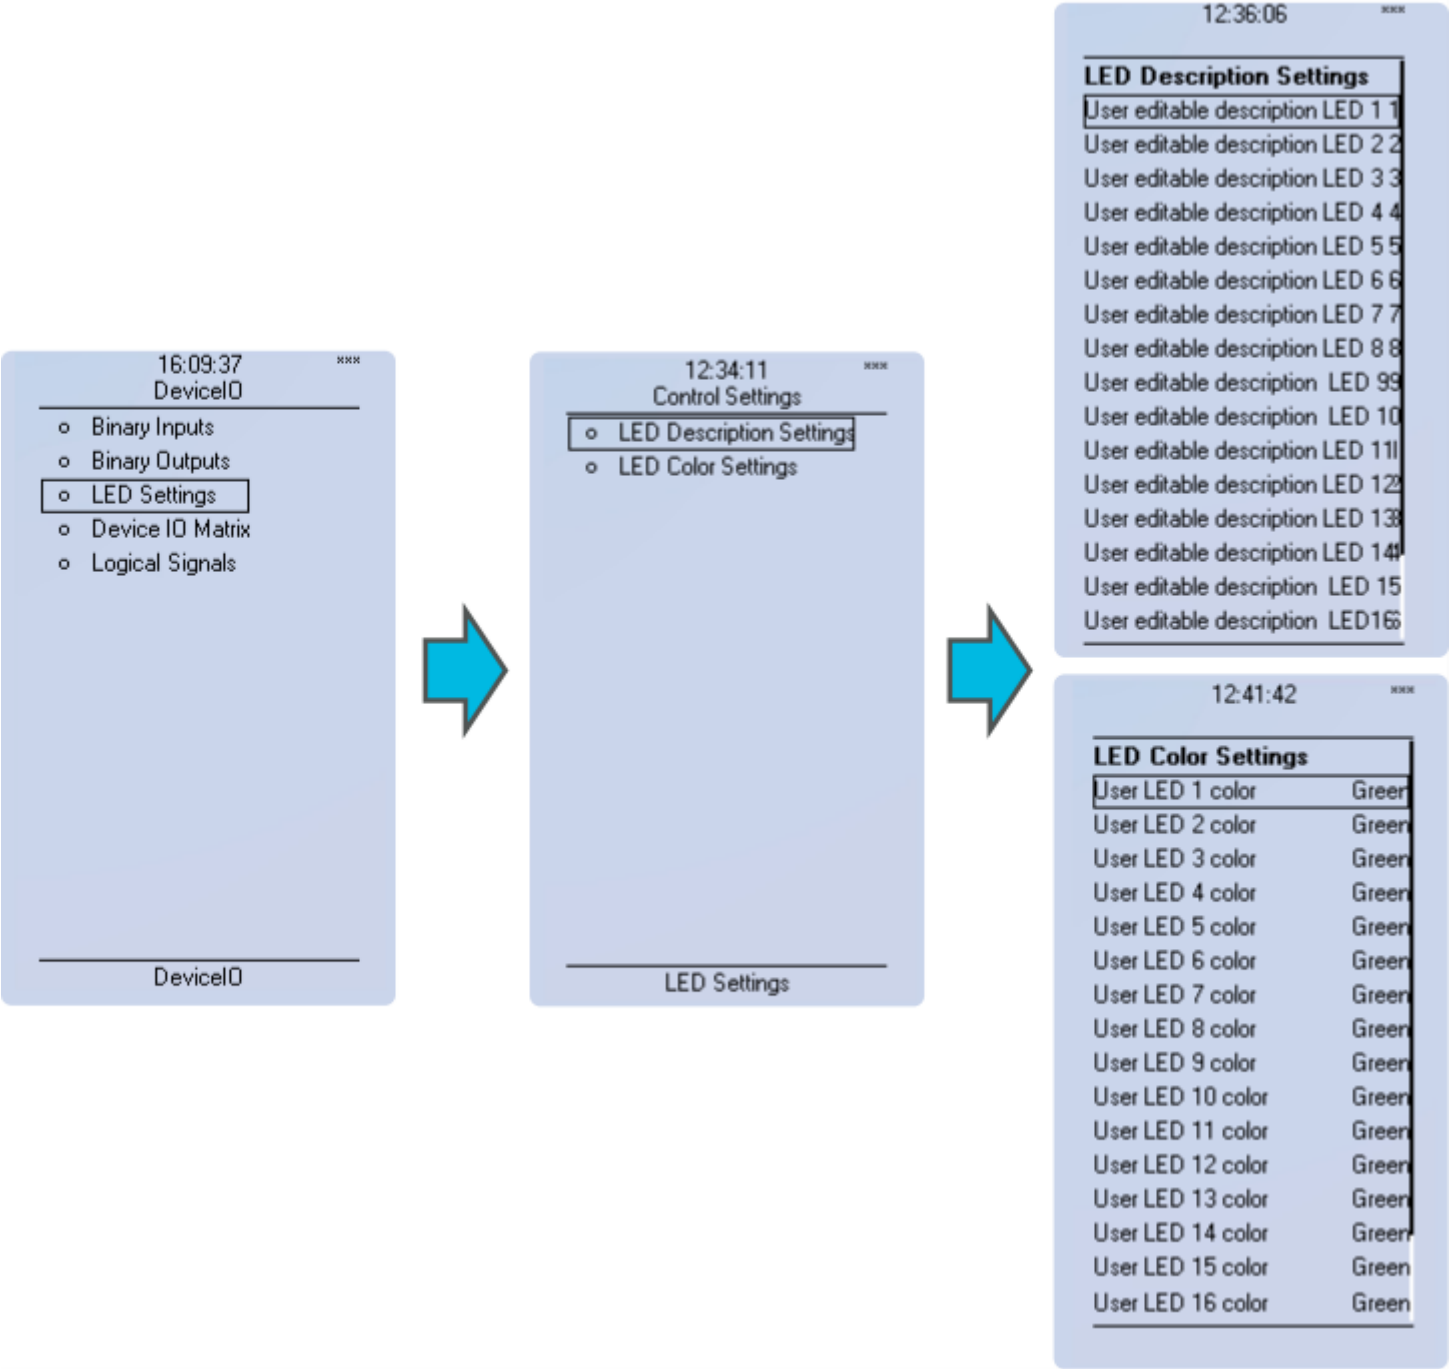 16:09:37 ***
DeviceIO
Binary Inputs
Binary Outputs
LED Settings
Device IO Matrix
Logical Signals
DeviceIO
12:34:11 ***
Control Settings
LED Description Settings
LED Color Settings
LED Settings
12:36:06 ***
LED Description Settings
User editable description LED 1 1
User editable description LED 2 2
User editable description LED 3 3
User editable description LED 4 4
User editable description LED 5 5
User editable description LED 6 6
User editable description LED 7 7
User editable description LED 8 8
User editable description LED 99
User editable description LED 10
User editable description LED 11
User editable description LED 12
User editable description LED 13
User editable description LED 14
User editable description LED 15
User editable description LED16
12:41:42 ***
LED Color Settings
User LED 1 color Green
User LED 2 color Green
User LED 3 color Green
User LED 4 color Green
User LED 5 color Green
User LED 6 color Green
User LED 7 color Green
User LED 8 color Green
User LED 9 color Green
User LED 10 color Green
User LED 11 color Green
User LED 12 color Green
User LED 13 color Green
User LED 14 color Green
User LED 15 color Green
User LED 16 color Green